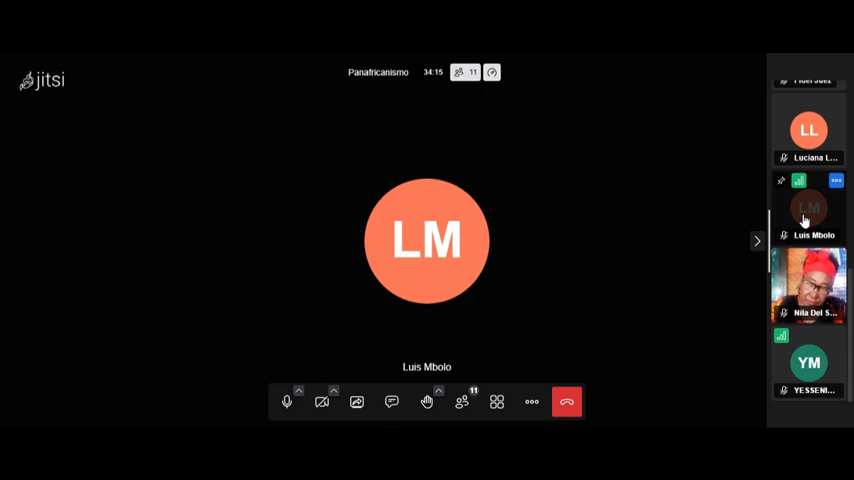 jitsi
Panafricanismo 34:15 11
LM
Luis Mbolo
11
LL
Luciana L...
LM
Luis Mbolo
Nila Del S...
YM
YESSENI...